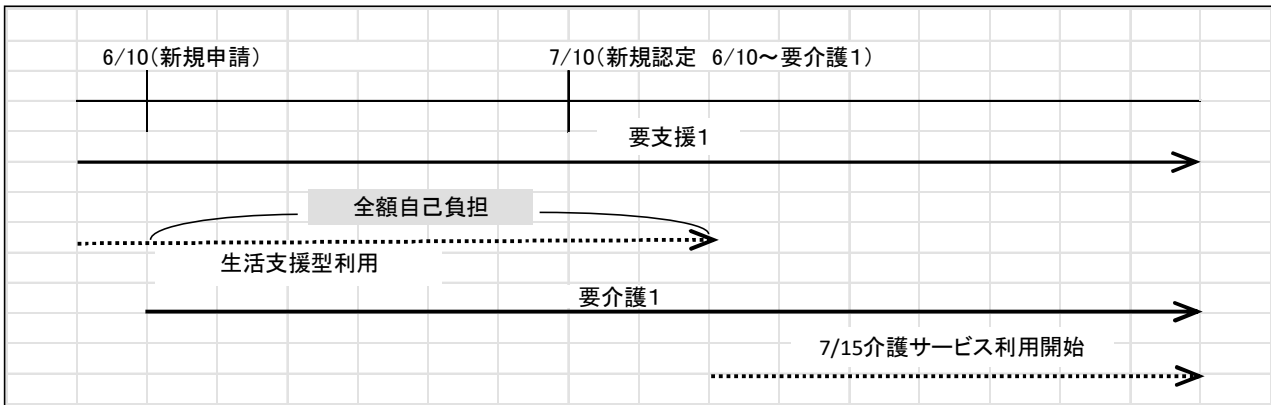 6/10(新規申請) 7/10(新規認定 6/10～要介護1)
要支援1
全額自己負担
生活支援型利用
要介護1
7/15介護サービス利用開始